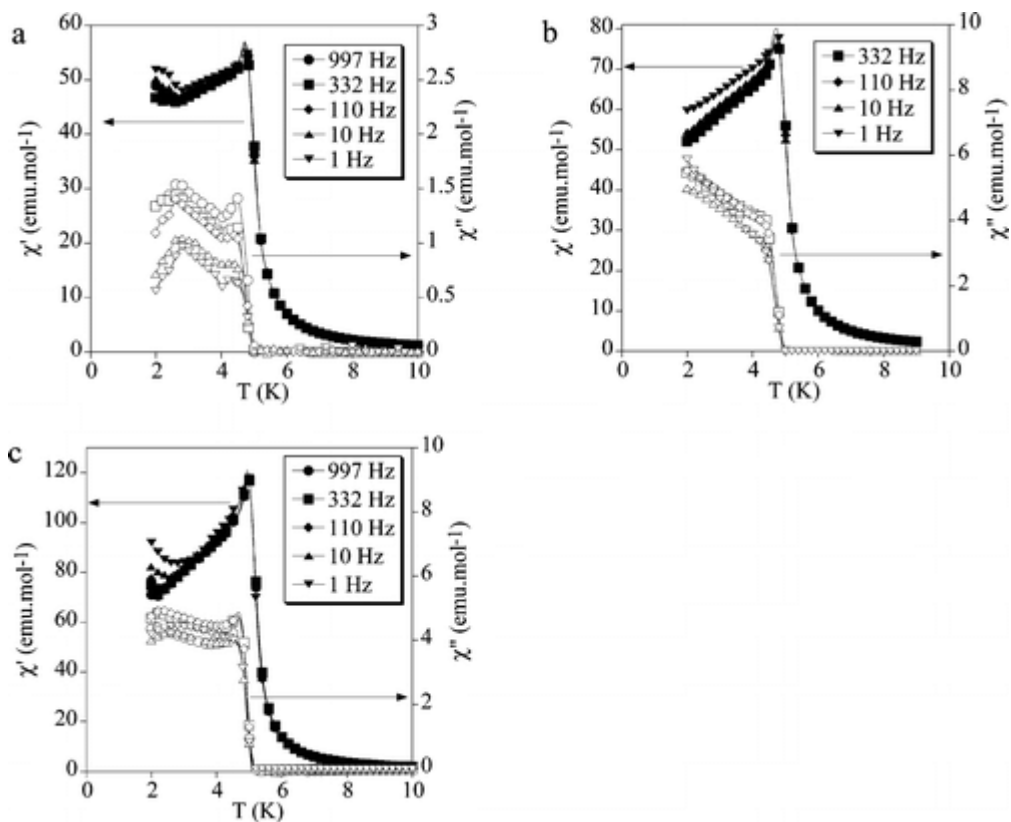 a
60
50
40
30
20
10
0
χ' (emu.mol-1)
3
2.5
2
1.5
1
0.5
0
χ'' (emu.mol-1)
997 Hz
332 Hz
110 Hz
10 Hz
1 Hz
0 2 4 6 8 10
T (K)
b
80
70
60
50
40
30
20
10
0
χ' (emu.mol-1)
10
8
6
4
2
0
χ'' (emu.mol-1)
332 Hz
110 Hz
10 Hz
1 Hz
0 2 4 6 8 10
T (K)
c
120
100
80
60
40
20
0
χ' (emu.mol-1)
10
8
6
4
2
0
χ'' (emu.mol-1)
997 Hz
332 Hz
110 Hz
10 Hz
1 Hz
0 2 4 6 8 10
T (K)